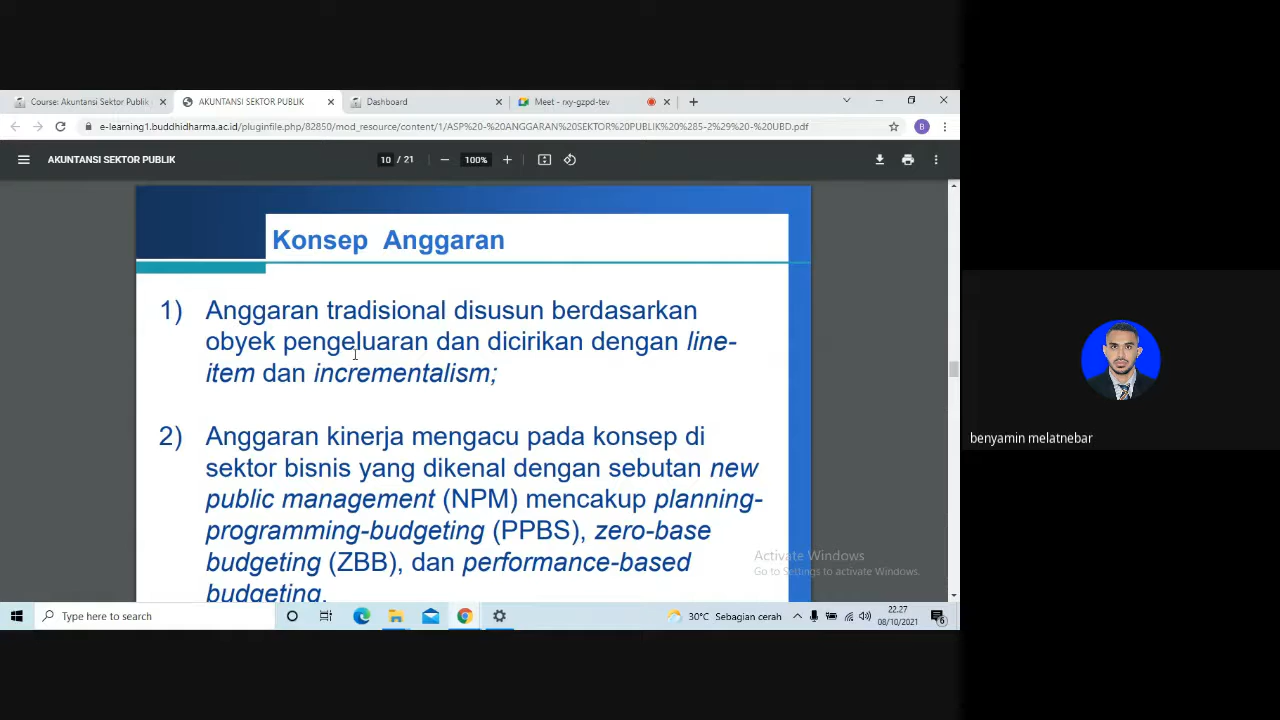 Course: Akuntansi Sektor Publik
AKUNTANSI SEKTOR PUBLIK
Dashboard
Meet - rxy-gzpd-tev
e-learning1.buddhidharma.ac.id/pluginfile.php/82850/mod_resource/content/1/ASP%20-%20ANGGARAN%20SEKTOR%20PUBLIK%20%285-2%29%20-%20UBD.pdf
B
AKUNTANSI SEKTOR PUBLIK
10 / 21
100%
Konsep Anggaran
1) Anggaran tradisional disusun berdasarkan
obyek pengeluaran dan dicirikan dengan line-
item dan incrementalism;
2) Anggaran kinerja mengacu pada konsep di
sektor bisnis yang dikenal dengan sebutan new
public management (NPM) mencakup planning-
programming-budgeting (PPBS), zero-base
budgeting (ZBB), dan performance-based
budgeting.
Activate Windows
Go to Settings to activate Windows.
benyamin melatnebar
Type here to search
30°C Sebagian cerah
22.27
08/10/2021
6